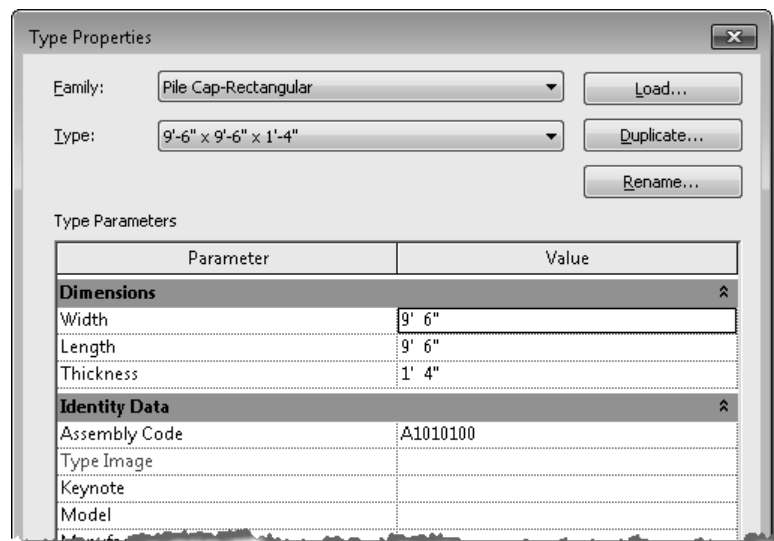 Type Properties
Family: Pile Cap-Rectangular Load...
Type: 9'-6" x 9'-6" x 1'-4" Duplicate...
Rename...
Type Parameters
Parameter Value
Dimensions
Width 9' 6"
Length 9' 6"
Thickness 1' 4"
Identity Data
Assembly Code A1010100
Type Image
Keynote
Model